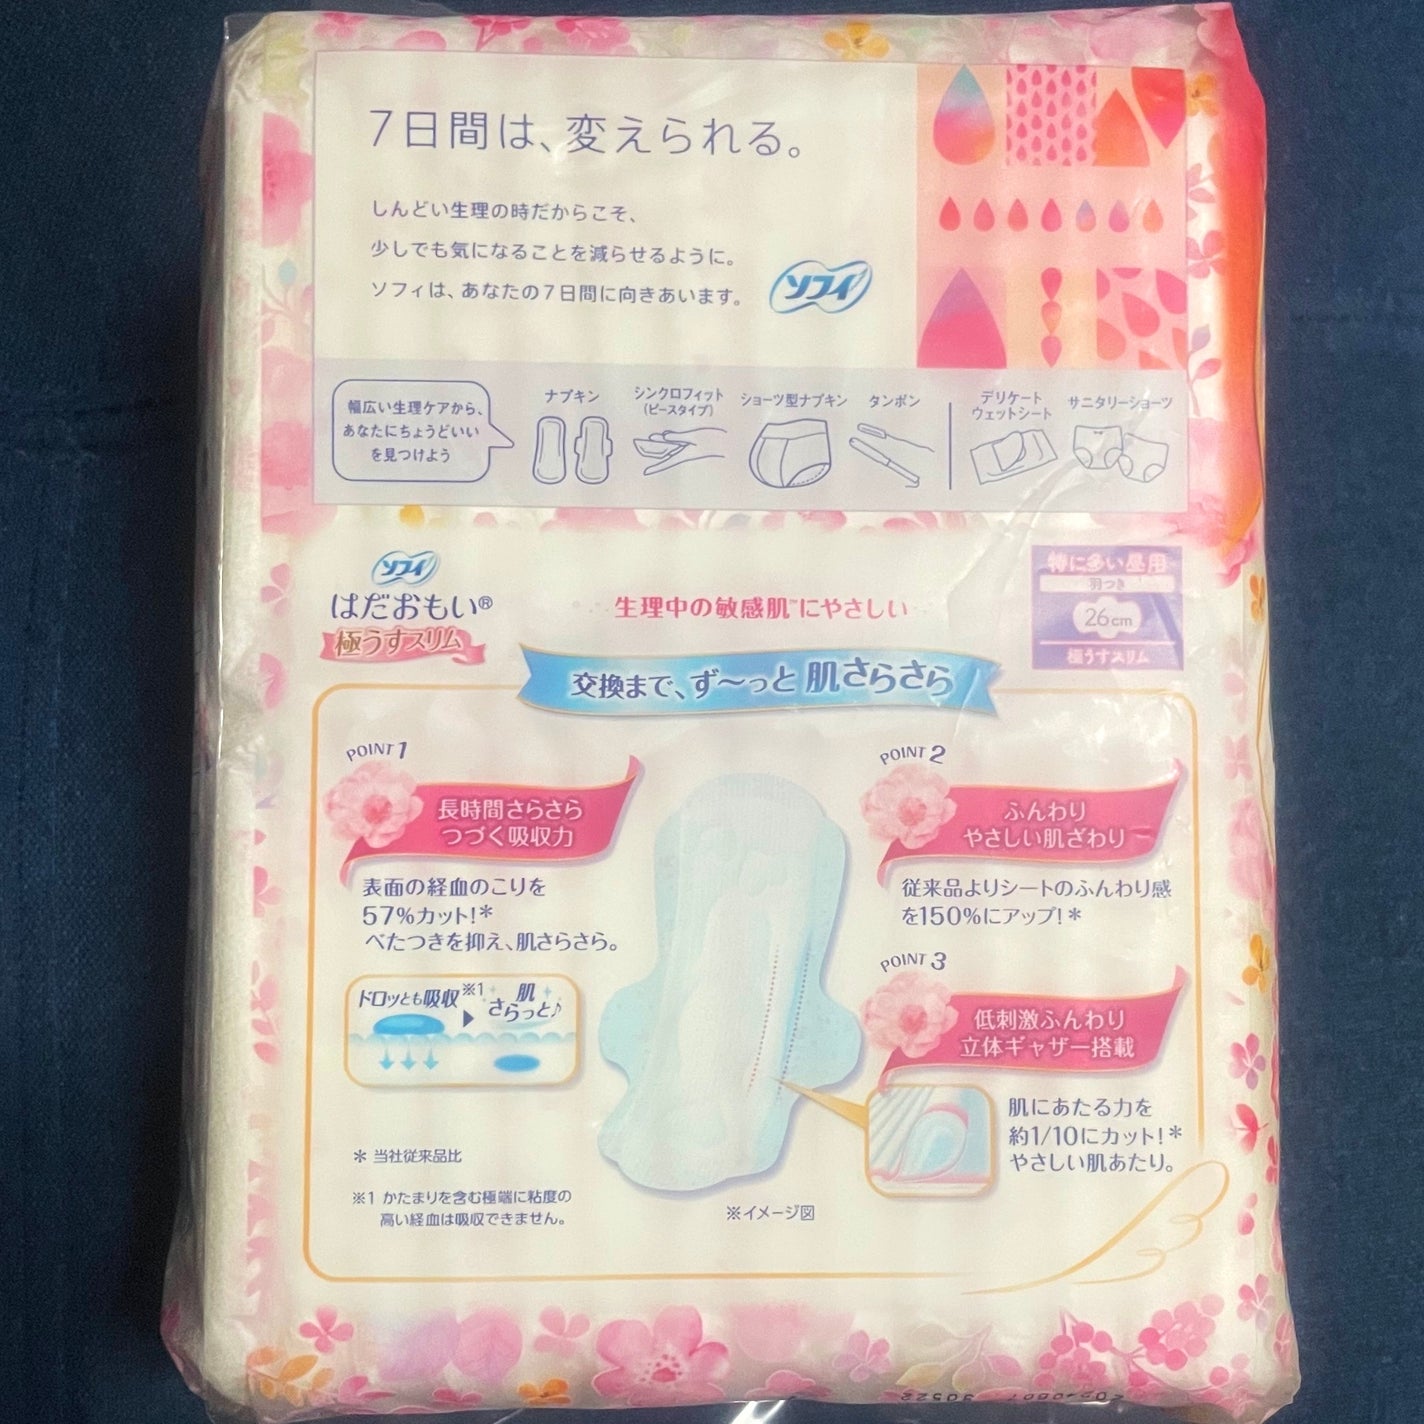 7日間は、変えられる。
しんどい生理の時だからこそ、
少しでも気になることを減らせるように。
ソフィは、あなたの7日間に向きあいます。
ソフィ
幅広い生理ケアから、
あなたにちょうどいい
を見つけよう
ナプキン
シンクロフィット
(ピースタイプ)
ショーツ型ナプキン
タンポン
デリケート
ウェットシート
サニタリーショーツ
ソフィ
はだおもい®
極うすスリム
生理中の敏感肌™にやさしい
特に多い昼用
羽つき
26cm
極うすスリム
交換まで、ず〜っと肌さらさら
POINT 1
長時間さらさら
つづく吸収力
表面の経血のこりを
57%カット!*
べたつきを抑え、肌さらさら。
ドロッとも吸収※1
肌
さらっと♪
* 当社従来品比
※1 かたまりを含む極端に粘度の
高い経血は吸収できません。
POINT 2
ふんわり
やさしい肌ざわり
従来品よりシートのふんわり感
を150%にアップ!*
POINT 3
低刺激ふんわり
立体ギャザー搭載
肌にあたる力を
約1/10にカット!*
やさしい肌あたり。
※イメージ図